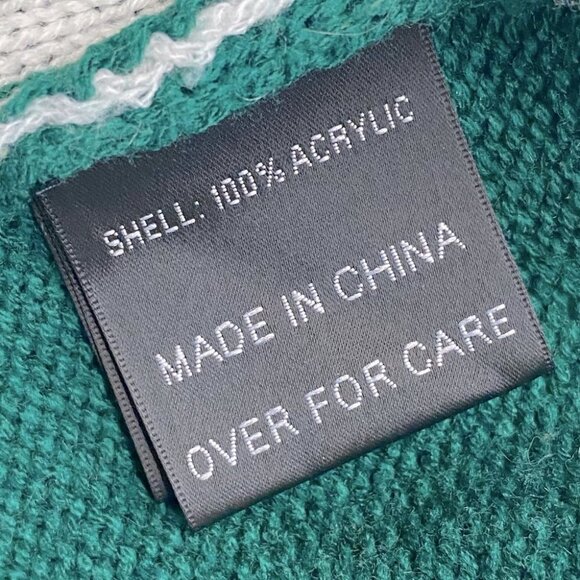 SHELL: 100% ACRYLIC
MADE IN CHINA
OVER FOR CARE